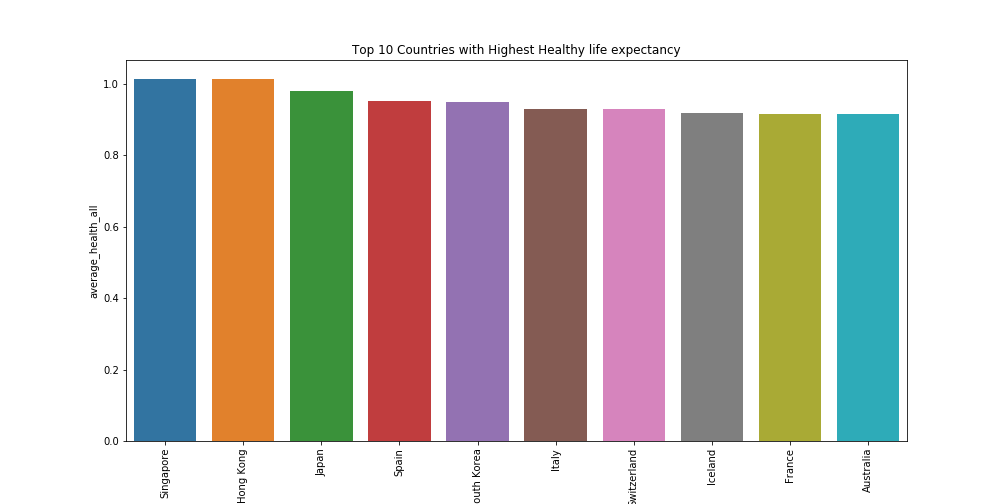 Top 10 Countries with Highest Healthy life expectancy
average_health_all
1.0
0.8
0.6
0.4
0.2
0.0
Singapore
Hong Kong
Japan
Spain
outh Korea
Italy
witzerland
Iceland
France
Australia